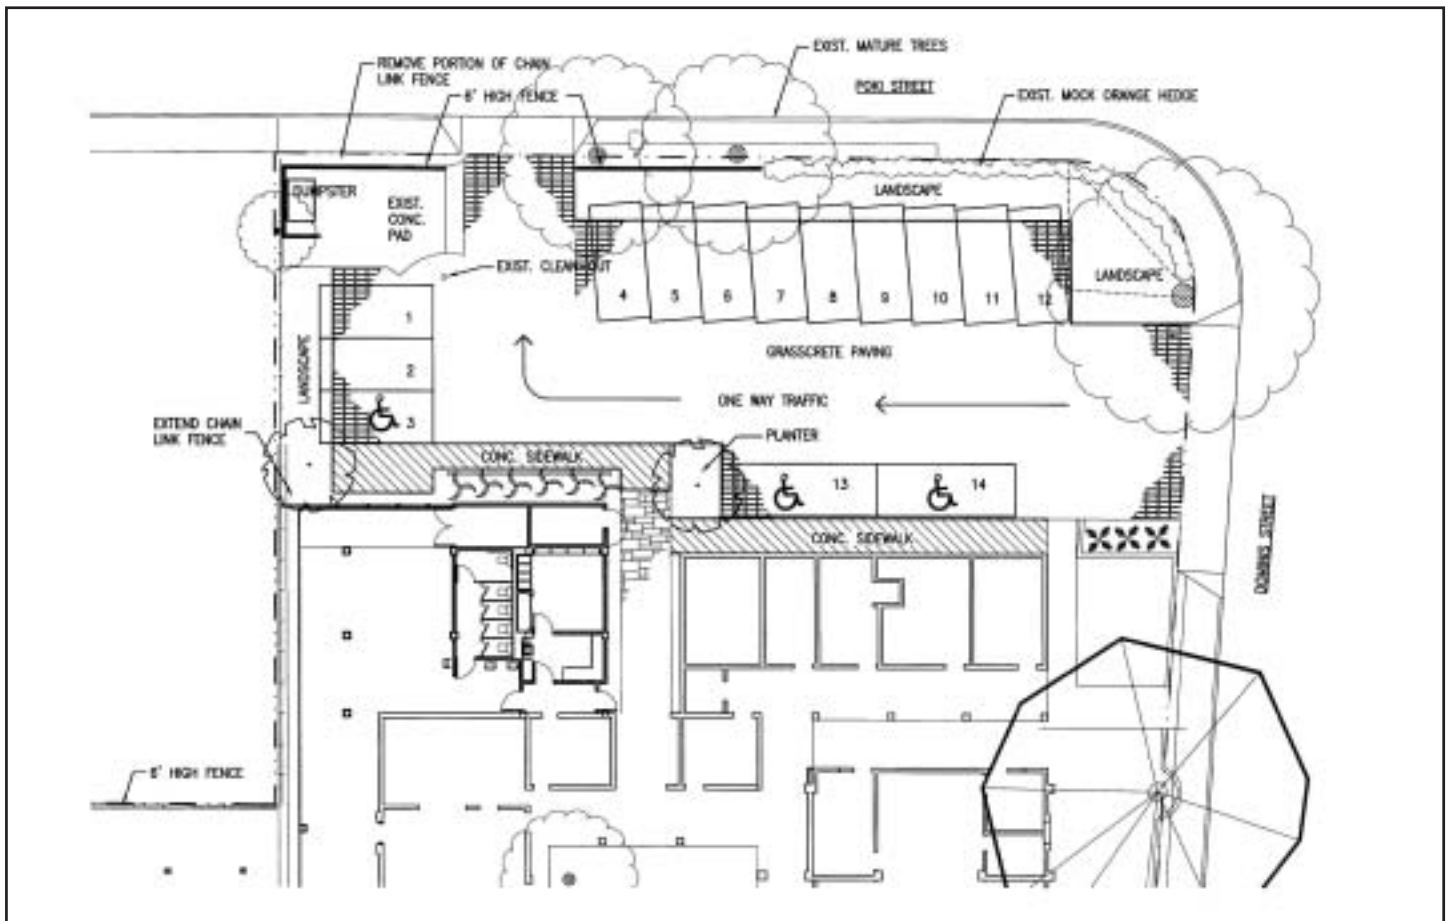 EXIST. MATURE TREES
REMOVE PORTION OF CHAIN
LINK FENCE
POKI STREET
6' HIGH FENCE
EXIST. MOCK ORANGE HEDGE
DUMPSTER
EXIST.
CONC.
PAD
LANDSCAPE
EXIST. CLEAN-OUT
LANDSCAPE
4 5 6 7 8 9 10 11 12
1
2
3
LANDSCAPE
GRASSCRETE PAVING
ONE WAY TRAFFIC
EXTEND CHAIN
LINK FENCE
PLANTER
CONC. SIDEWALK
13 14
CONC. SIDEWALK
STREET
6' HIGH FENCE